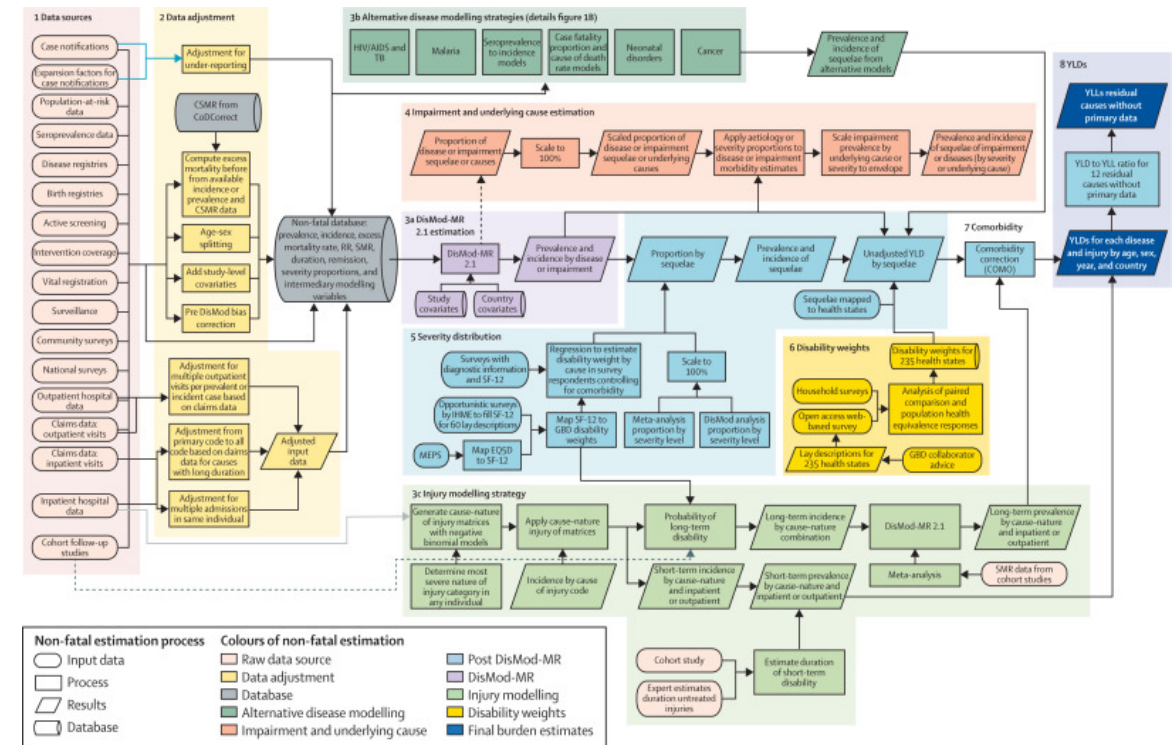 1 Data sources
Case notifications
Expansion factors for
case notifications
Population-at-risk
data
Seroprevalence data
Disease registries
Birth registries
Active screening
Intervention coverage
Vital registration
Surveillance
Community surveys
National surveys
Outpatient hospital
data
Claims data:
outpatient visits
Claims data:
inpatient visits
Inpatient hospital
data
Cohort follow-up
studies
2 Data adjustment
Adjustment for
under-reporting
CSMR from
CoDCorrect
Compute excess
mortality before
from available
incidence or
prevalence and
CSMR data
Age-sex
splitting
Add study-level
covariaties
Pre DisMod bias
correction
Adjustment for
multiple outpatient
visits per prevalent or
incident case based on
claims data
Adjustment from
primary code to all
code based on claims
data for causes
with long duration
Adjustment for
multiple admissions
in same individual
Adjusted
input data
Non-fatal database:
prevalence, incidence, excess
mortality rate, RR, SMR,
duration, remission,
severity proportions, and
intermediary modelling
variables
3b Alternative disease modelling strategies (details figure 1B)
HIV/AIDS and
TB
Malaria
Seroprevalence
to incidence
models
Case fatality
proportion and
cause of death
rate models
Neonatal
disorders
Cancer
Prevalence and
incidence of
sequelae from
alternative models
4 Impairment and underlying cause estimation
Proportion of
disease or impairment
sequelae or causes
Scale to
100%
Scaled proportion of
disease or impairment
sequelae or underlying
causes
Apply aetiology or
severity proportions to
disease or impairment
morbidity estimates
Scale impairment
prevalence by
underlying cause or
severity to envelope
Prevalence and incidence
of sequelae of impairment
or diseases (by severity
or underlying cause)
3a DisMod-MR
2.1 estimation
DisMod-MR
2.1
Study
covariates
Country
covariates
Prevalence and
incidence by disease
or impairment
Proportion by
sequelae
Prevalence and
incidence of
sequelae
Unadjusted YLD
by sequelae
Sequelae mapped
to health states
7 Comorbidity
Comorbidity
correction
(COMO)
8 YLDs
YLLs residual
causes without
primary data
YLD to YLL ratio for
12 residual
causes without
primary data
YLDs for each disease
and injury by age, sex,
year, and country
5 Severity distribution
Surveys with
diagnostic information
and SF-12
Regression to estimate
disability weight by
cause in survey
respondents controlling
for comorbidity
Scale to
100%
Opportunistic surveys
by IHME to fill SF-12
for 60 lay descriptions
Map SF-12 to
GBD disability
weights
Meta-analysis
proportion by
severity level
DisMod analysis
proportion by
severity level
MEPS
Map EQ5D
to SF-12
6 Disability weights
Disability weights for
235 health states
Household surveys
Open access web-
based survey
Analysis of paired
comparison and
population health
equivalence responses
Lay descriptions for
235 health states
GBD collaborator
advice
3c Injury modelling strategy
Generate cause-nature
of injury matrices
with negative
binomial models
Apply cause-nature
injury of matrices
Probability of
long-term
disability
Long-term incidence
by cause-nature
combination
DisMod-MR 2.1
Long-term prevalence
by cause-nature
and inpatient or
outpatient
Determine most
severe nature of
injury category in
any individual
Incidence by cause
of injury code
Short-term incidence
by cause-nature
and inpatient
or outpatient
Short-term prevalence
by cause-nature and
inpatient or outpatient
Meta-analysis
SMR data from
cohort studies
Cohort study
Expert estimates
duration untreated
injuries
Estimate duration
of short-term
disability
Non-fatal estimation process
Input data
Process
Results
Database
Colours of non-fatal estimation
Raw data source
Data adjustment
Database
Alternative disease modelling
Impairment and underlying cause
Post DisMod-MR
DisMod-MR
Injury modelling
Disability weights
Final burden estimates